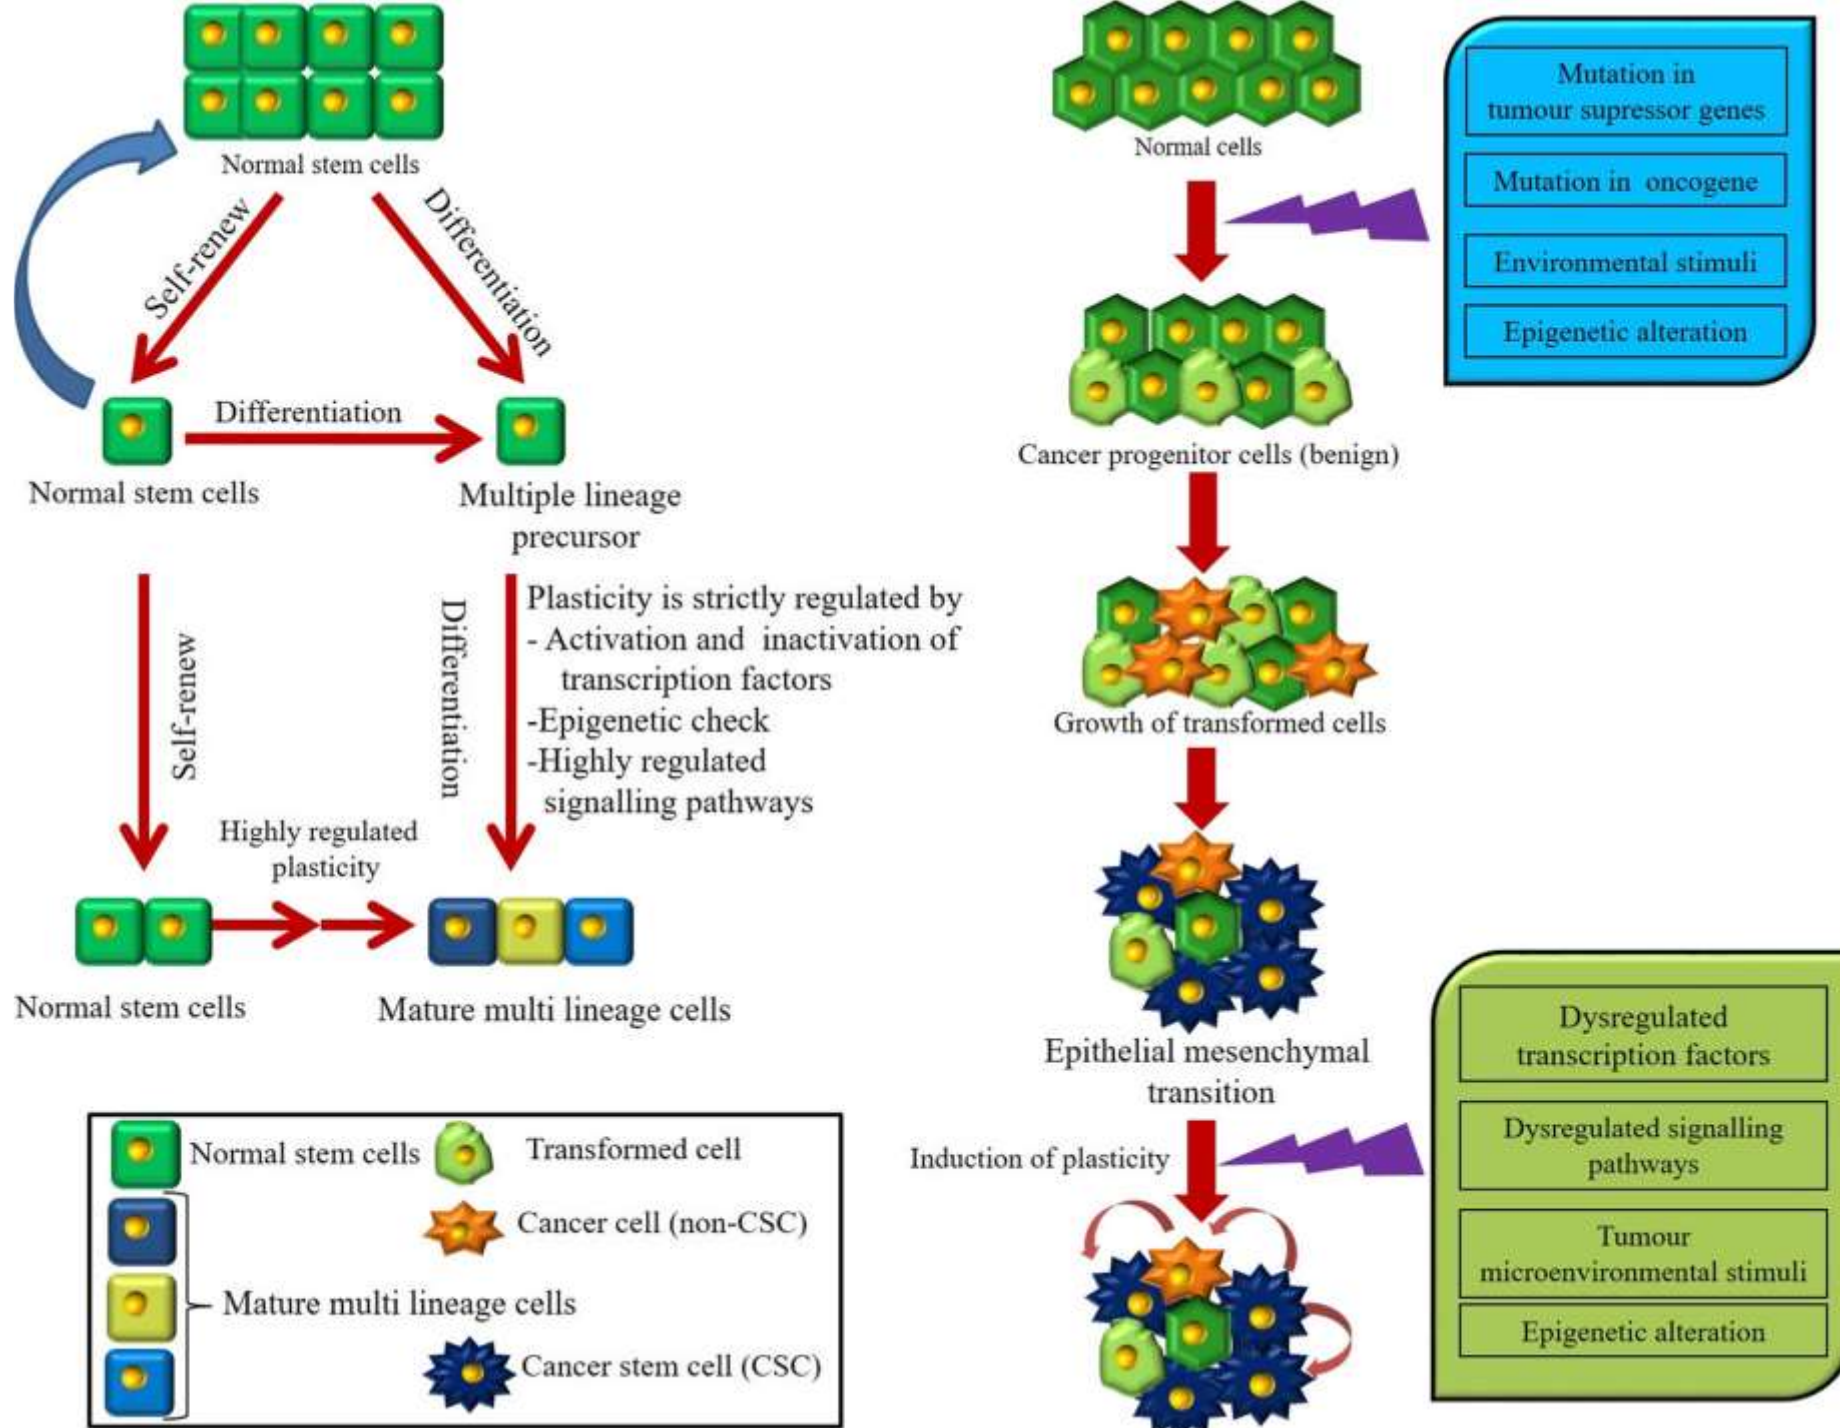 Normal stem cells
Self-renew
Differentiation
Differentiation
Normal stem cells
Multiple lineage
precursor
Self-renew
Differentiation
Plasticity is strictly regulated by
- Activation and inactivation of
transcription factors
-Epigenetic check
-Highly regulated
signalling pathways
Highly regulated
plasticity
Normal stem cells
Mature multi lineage cells
Normal stem cells
Transformed cell
Cancer cell (non-CSC)
Mature multi lineage cells
Cancer stem cell (CSC)
Normal cells
Mutation in
tumour supressor genes
Mutation in oncogene
Environmental stimuli
Epigenetic alteration
Cancer progenitor cells (benign)
Growth of transformed cells
Epithelial mesenchymal
transition
Induction of plasticity
Dysregulated
transcription factors
Dysregulated signalling
pathways
Tumour
microenvironmental stimuli
Epigenetic alteration